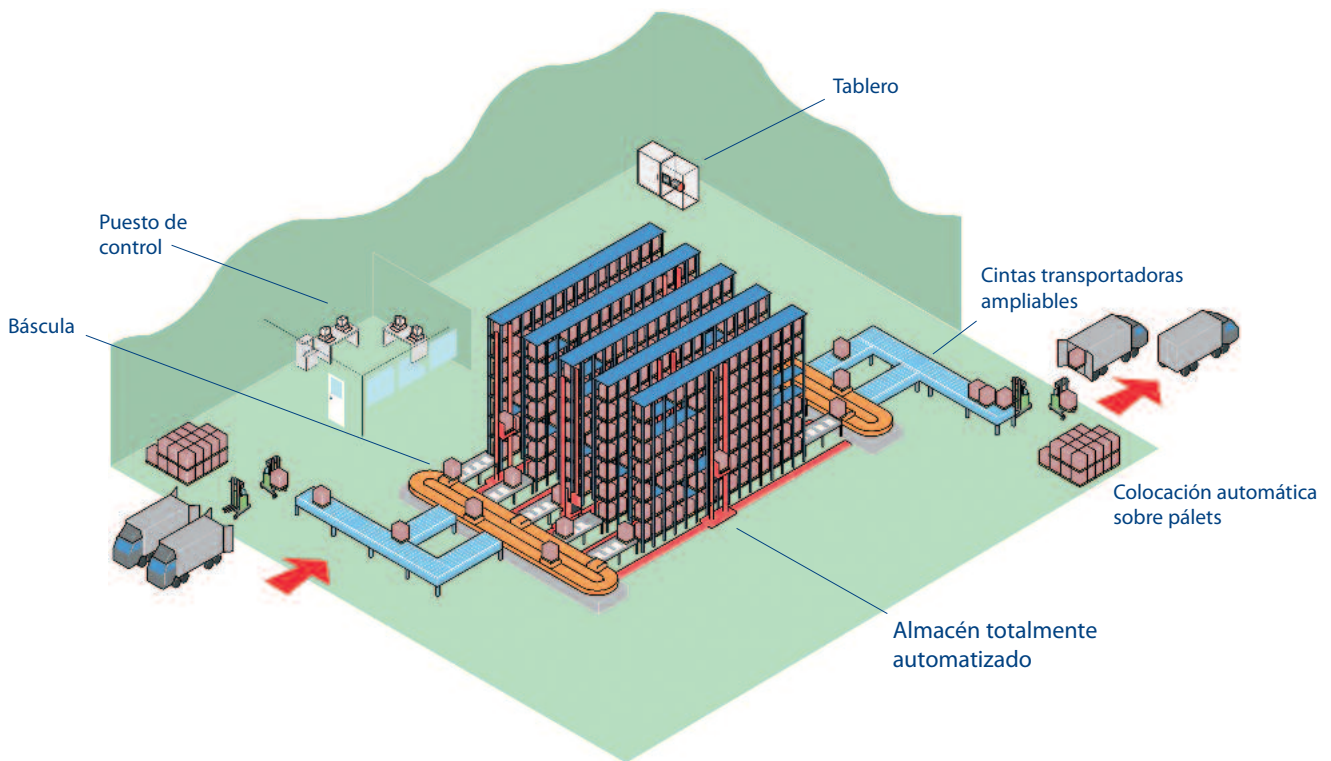 Tablero
Puesto de
control
Báscula
Cintas transportadoras
ampliables
Colocación automática
sobre pálets
Almacén totalmente
automatizado